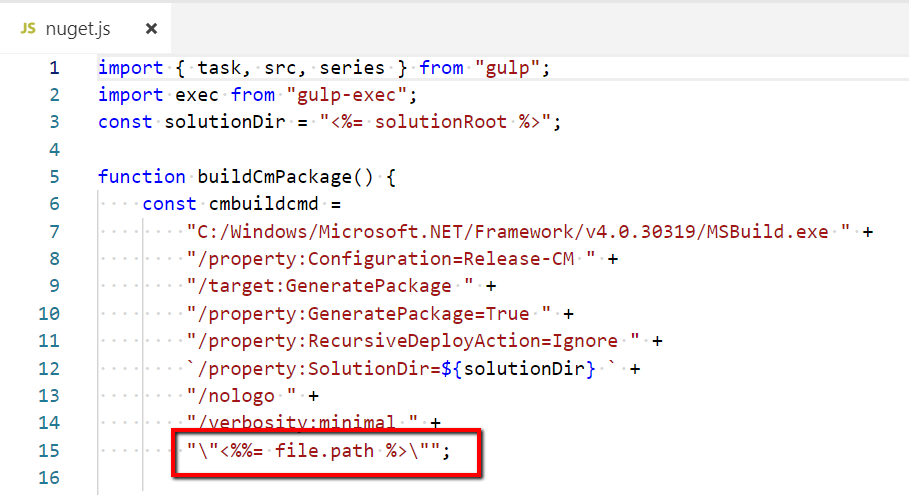 JS nuget.js ×
1 import { task, src, series } from "gulp";
2 import exec from "gulp-exec";
3 const solutionDir = "<%= solutionRoot %>";
4
5 function buildCmPackage() {
6 const cmbuildcmd =
7 "C:/Windows/Microsoft.NET/Framework/v4.0.30319/MSBuild.exe " +
8 "/property:Configuration=Release-CM " +
9 "/target:GeneratePackage " +
10 "/property:GeneratePackage=True " +
11 "/property:RecursiveDeployAction=Ignore " +
12 `/property:SolutionDir=${solutionDir} ` +
13 "/nologo " +
14 "/verbosity:minimal " +
15 "\"<%%= file.path %>\"";
16